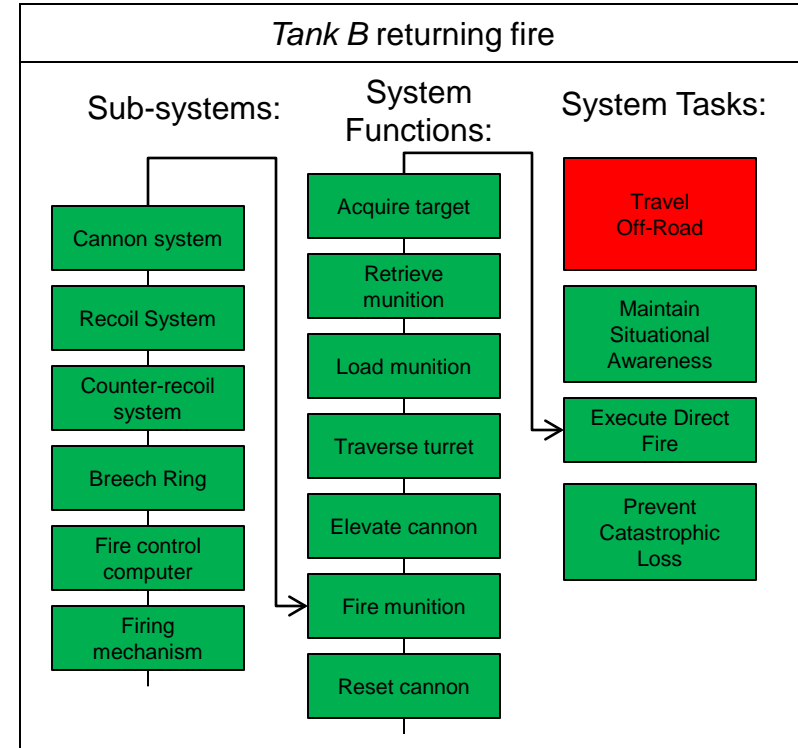 Tank B returning fire
Sub-systems:
Cannon system
Recoil System
Counter-recoil
system
Breech Ring
Fire control
computer
Firing
mechanism
System
Functions:
Acquire target
Retrieve
munition
Load munition
Traverse turret
Elevate cannon
Fire munition
Reset cannon
System Tasks:
Travel
Off-Road
Maintain
Situational
Awareness
Execute Direct
Fire
Prevent
Catastrophic
Loss